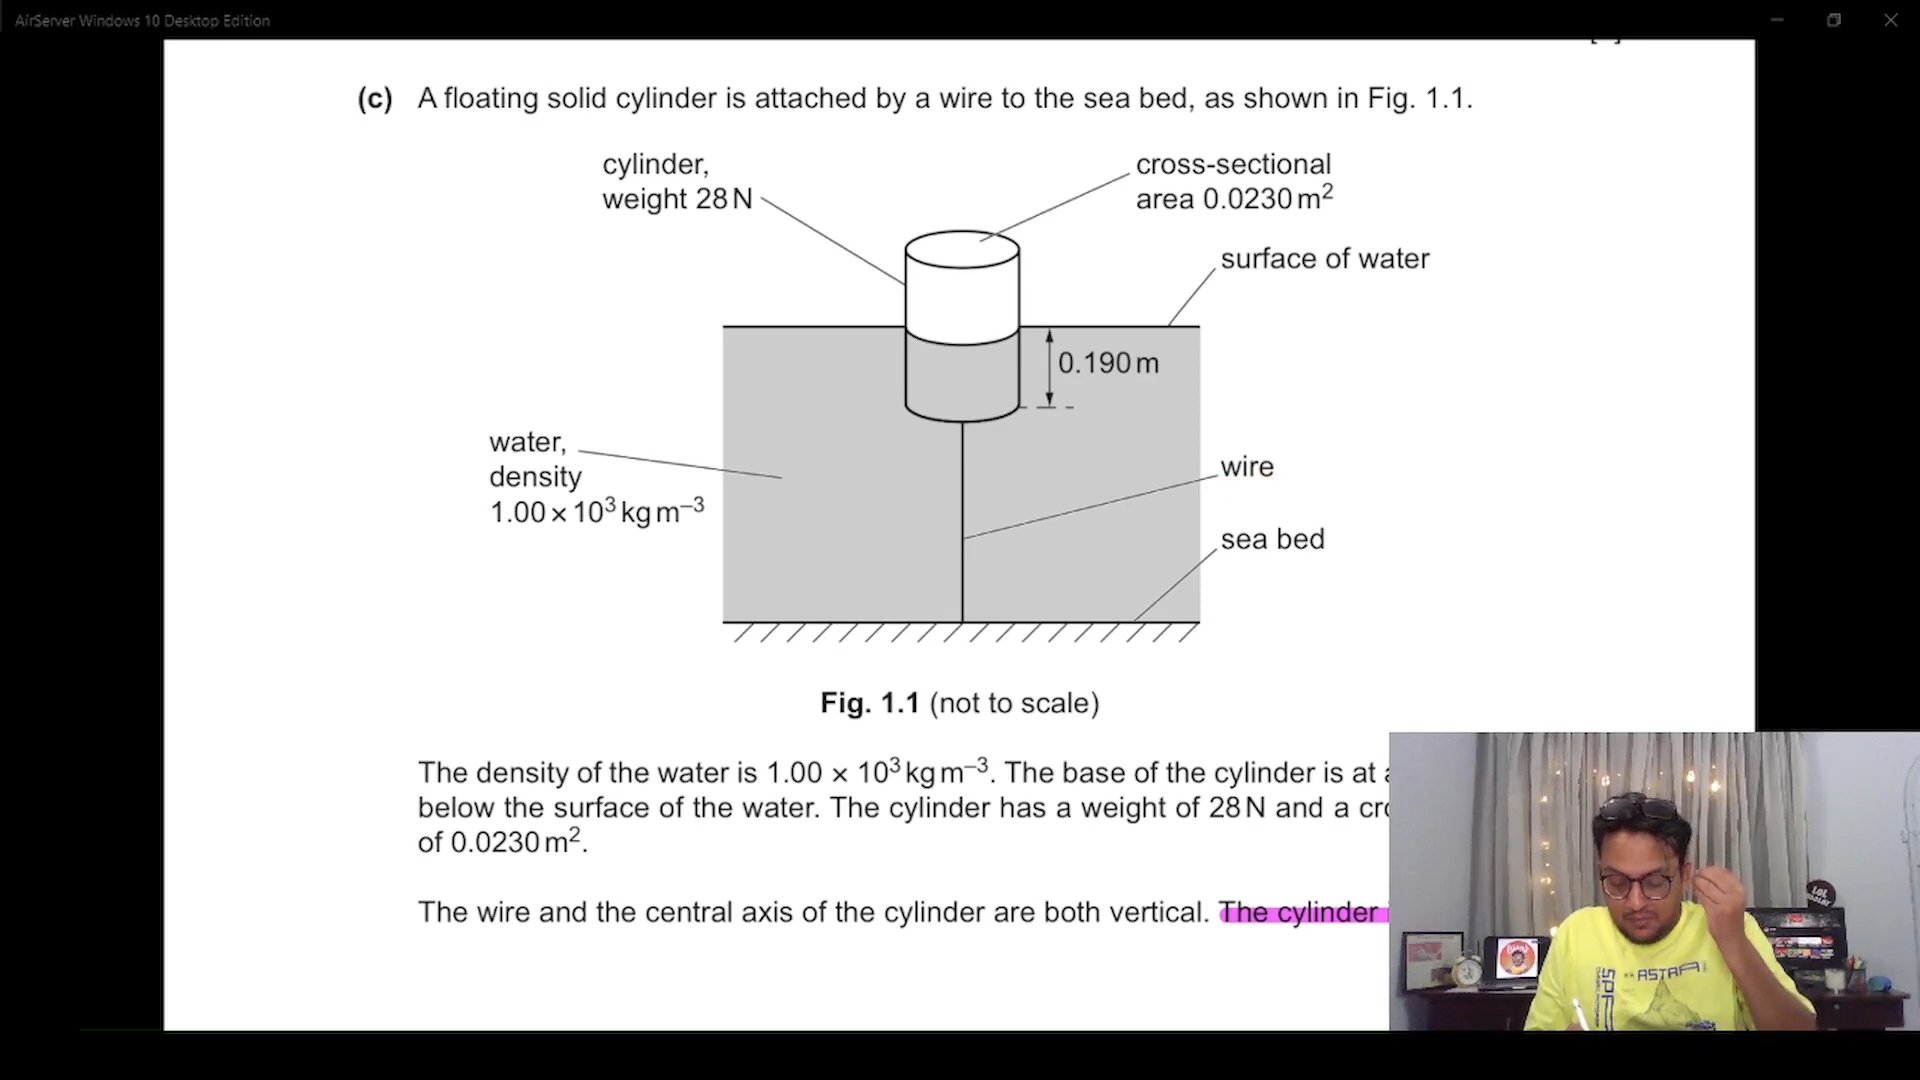 AirServer Windows 10 Desktop Edition
(c) A floating solid cylinder is attached by a wire to the sea bed, as shown in Fig. 1.1.
cylinder,
weight 28 N
cross-sectional
area 0.0230 m²
surface of water
0.190 m
water,
density
1.00 × 10³ kg m⁻³
wire
sea bed
Fig. 1.1 (not to scale)
The density of the water is 1.00 × 10³ kg m⁻³. The base of the cylinder is at
below the surface of the water. The cylinder has a weight of 28 N and a
of 0.0230 m².
The wire and the central axis of the cylinder are both vertical. The cylinder
ASTRA